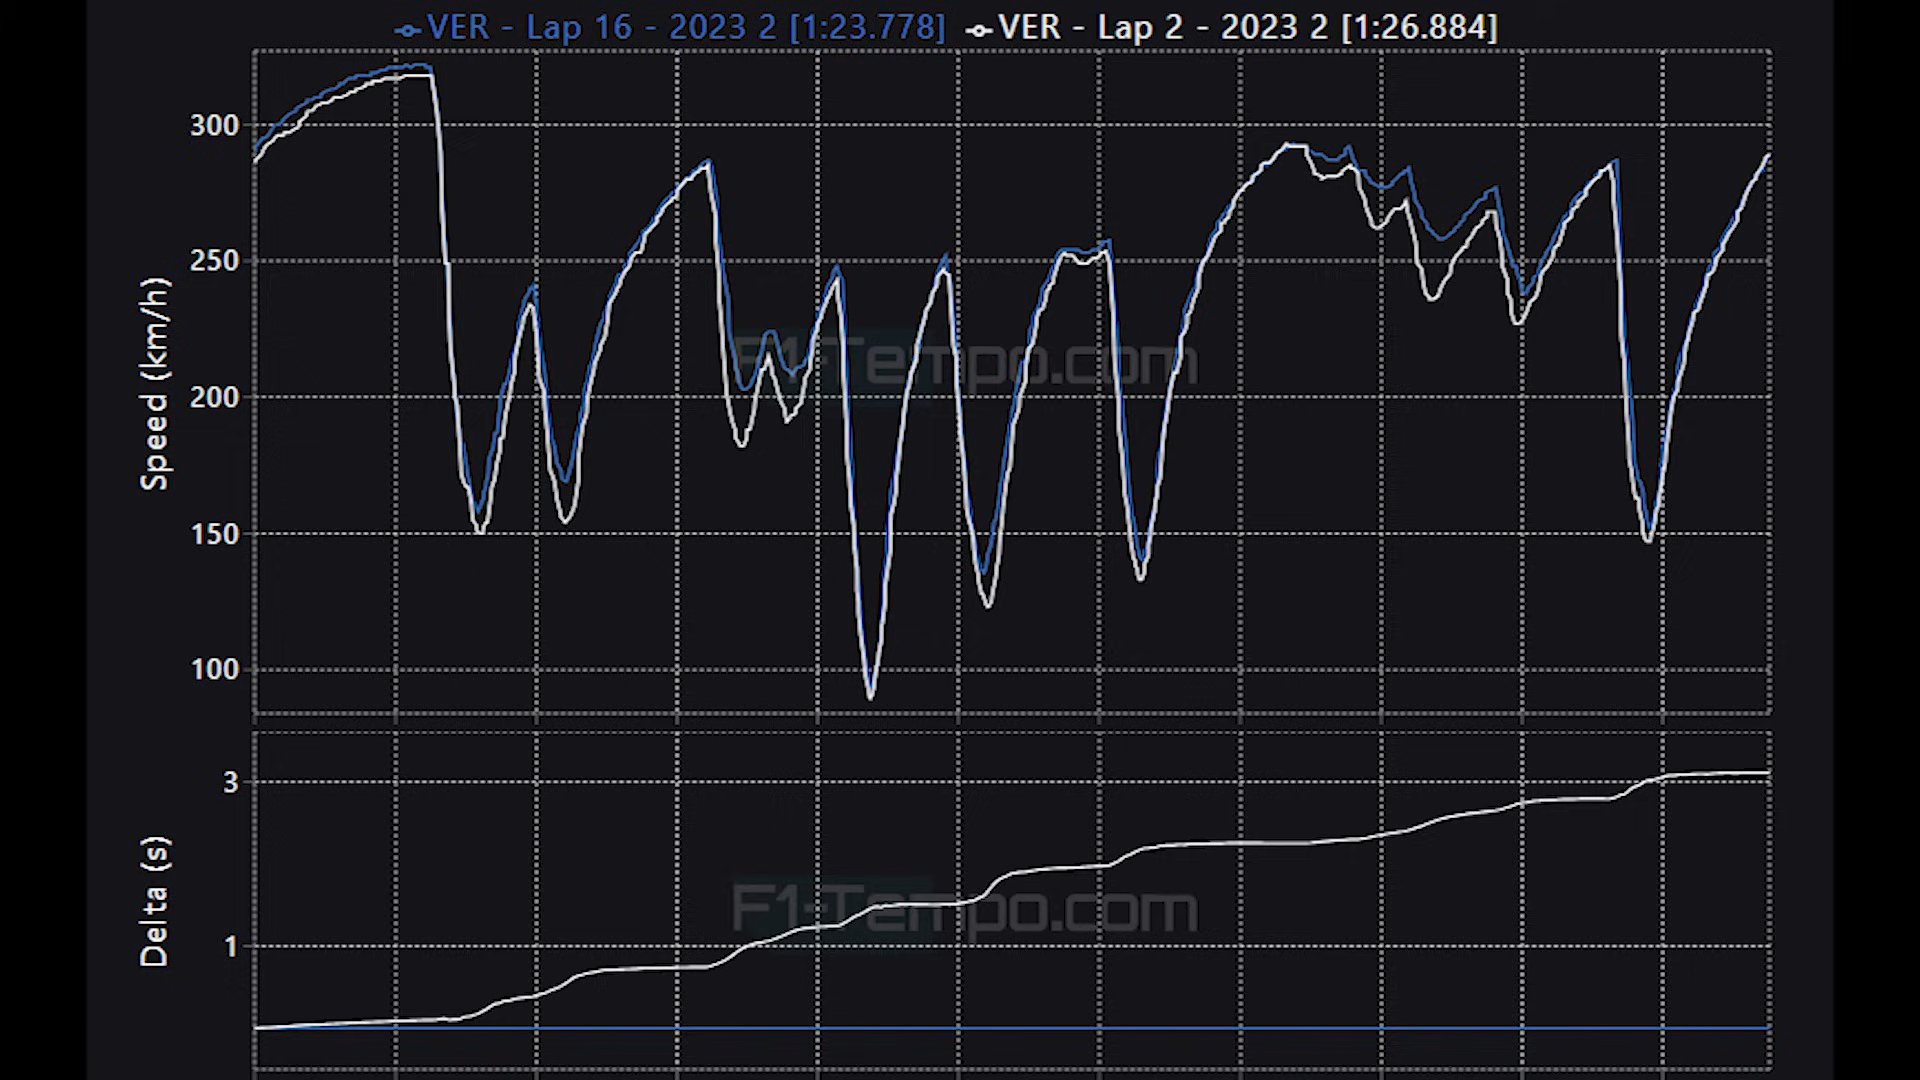 VER - Lap 16 - 2023 2 [1:23.778] VER - Lap 2 - 2023 2 [1:26.884]
300
250
200
150
100
Speed (km/h)
F1-Tempo.com
3
1
Delta (s)
F1-Tempo.com